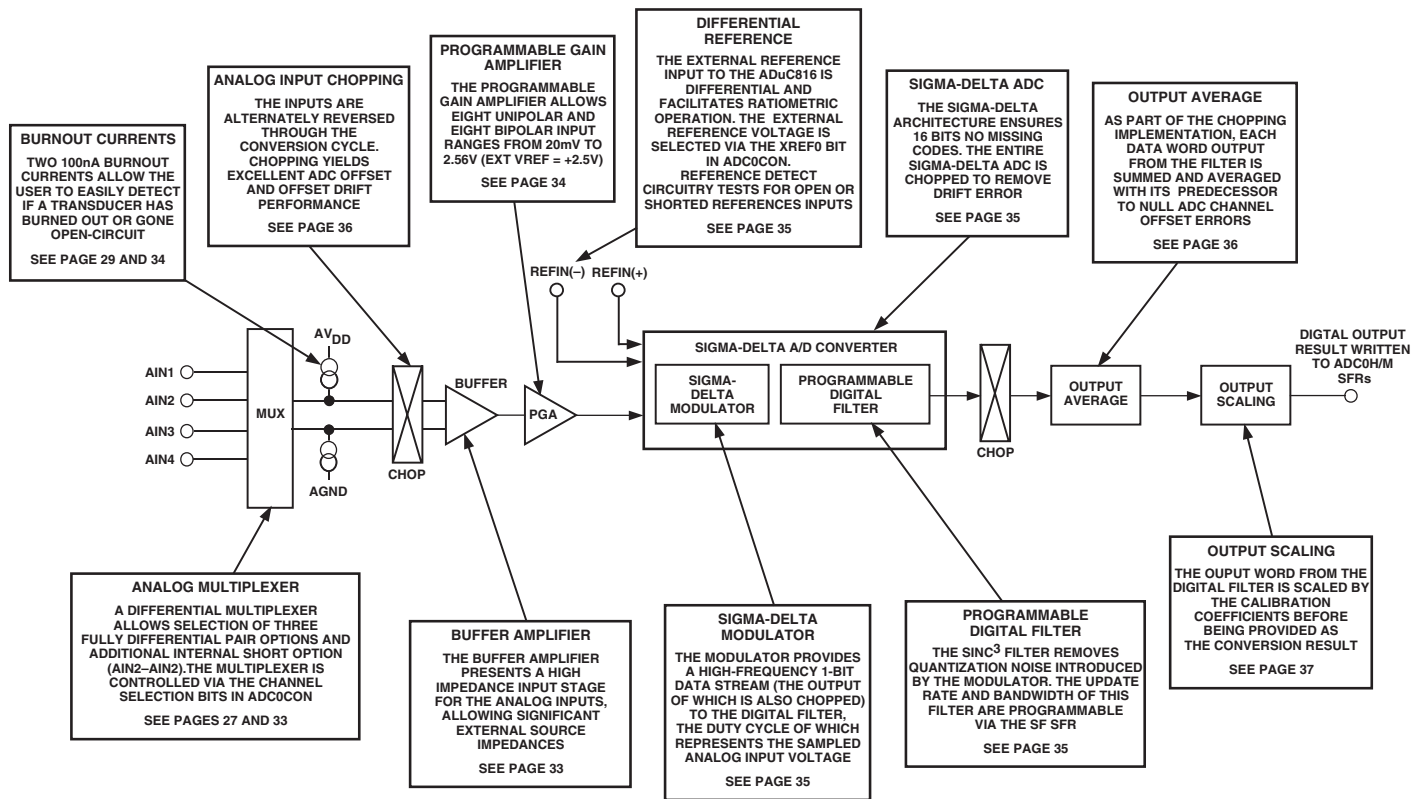 BURNOUT CURRENTS
TWO 100nA BURNOUT
CURRENTS ALLOW THE
USER TO EASILY DETECT
IF A TRANSDUCER HAS
BURNED OUT OR GONE
OPEN-CIRCUIT
SEE PAGE 29 AND 34
ANALOG INPUT CHOPPING
THE INPUTS ARE
ALTERNATELY REVERSED
THROUGH THE
CONVERSION CYCLE.
CHOPPING YIELDS
EXCELLENT ADC OFFSET
AND OFFSET DRIFT
PERFORMANCE
SEE PAGE 36
PROGRAMMABLE GAIN
AMPLIFIER
THE PROGRAMMABLE
GAIN AMPLIFIER ALLOWS
EIGHT UNIPOLAR AND
EIGHT BIPOLAR INPUT
RANGES FROM 20mV TO
2.56V (EXT VREF = +2.5V)
SEE PAGE 34
DIFFERENTIAL
REFERENCE
THE EXTERNAL REFERENCE
INPUT TO THE ADuC816 IS
DIFFERENTIAL AND
FACILITATES RATIOMETRIC
OPERATION. THE EXTERNAL
REFERENCE VOLTAGE IS
SELECTED VIA THE XREF0 BIT
IN ADC0CON.
REFERENCE DETECT
CIRCUITRY TESTS FOR OPEN OR
SHORTED REFERENCES INPUTS
SEE PAGE 35
SIGMA-DELTA ADC
THE SIGMA-DELTA
ARCHITECTURE ENSURES
16 BITS NO MISSING
CODES. THE ENTIRE
SIGMA-DELTA ADC IS
CHOPPED TO REMOVE
DRIFT ERROR
SEE PAGE 35
OUTPUT AVERAGE
AS PART OF THE CHOPPING
IMPLEMENTATION, EACH
DATA WORD OUTPUT
FROM THE FILTER IS
SUMMED AND AVERAGED
WITH ITS PREDECESSOR
TO NULL ADC CHANNEL
OFFSET ERRORS
SEE PAGE 36
REFIN(–) REFIN(+)
AIN1
AIN2
AIN3
AIN4
MUX
AVDD
AGND
CHOP
BUFFER
PGA
SIGMA-DELTA A/D CONVERTER
SIGMA-
DELTA
MODULATOR
PROGRAMMABLE
DIGITAL
FILTER
CHOP
OUTPUT
AVERAGE
OUTPUT
SCALING
DIGTAL OUTPUT
RESULT WRITTEN
TO ADC0H/M
SFRs
ANALOG MULTIPLEXER
A DIFFERENTIAL MULTIPLEXER
ALLOWS SELECTION OF THREE
FULLY DIFFERENTIAL PAIR OPTIONS AND
ADDITIONAL INTERNAL SHORT OPTION
(AIN2–AIN2).THE MULTIPLEXER IS
CONTROLLED VIA THE CHANNEL
SELECTION BITS IN ADC0CON
SEE PAGES 27 AND 33
BUFFER AMPLIFIER
THE BUFFER AMPLIFIER
PRESENTS A HIGH
IMPEDANCE INPUT STAGE
FOR THE ANALOG INPUTS,
ALLOWING SIGNIFICANT
EXTERNAL SOURCE
IMPEDANCES
SEE PAGE 33
SIGMA-DELTA
MODULATOR
THE MODULATOR PROVIDES
A HIGH-FREQUENCY 1-BIT
DATA STREAM (THE OUTPUT
OF WHICH IS ALSO CHOPPED)
TO THE DIGITAL FILTER,
THE DUTY CYCLE OF WHICH
REPRESENTS THE SAMPLED
ANALOG INPUT VOLTAGE
SEE PAGE 35
PROGRAMMABLE
DIGITAL FILTER
THE SINC³ FILTER REMOVES
QUANTIZATION NOISE INTRODUCED
BY THE MODULATOR. THE UPDATE
RATE AND BANDWIDTH OF THIS
FILTER ARE PROGRAMMABLE
VIA THE SF SFR
SEE PAGE 35
OUTPUT SCALING
THE OUPUT WORD FROM THE
DIGITAL FILTER IS SCALED BY
THE CALIBRATION
COEFFICIENTS BEFORE
BEING PROVIDED AS
THE CONVERSION RESULT
SEE PAGE 37